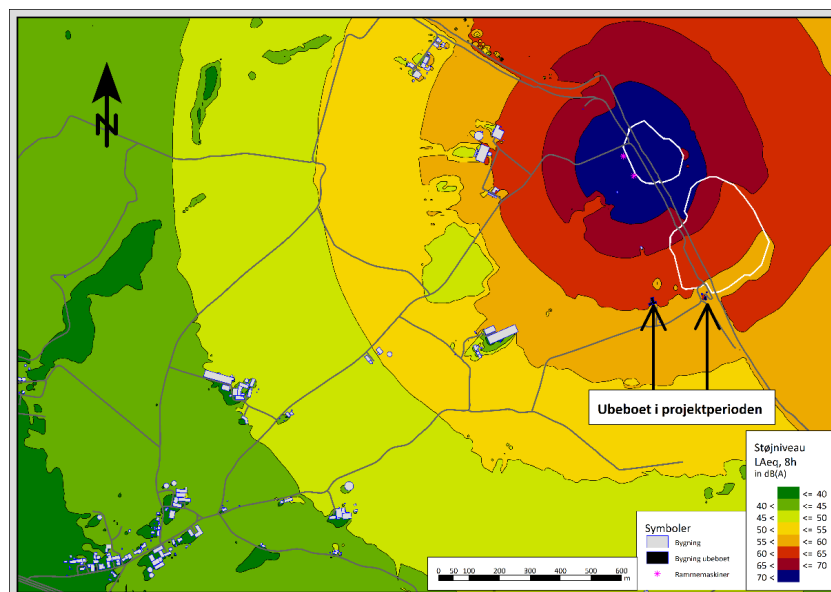 N
Ubeboet i projektperioden
Støjniveau
LAeq, 8h
in dB(A)
<= 40
40 < <= 45
45 < <= 50
50 < <= 55
55 < <= 60
60 < <= 65
65 < <= 70
70 <
Symboler
Bygning
Bygning ubeboet
Rammemaskiner
0 50 100 200 300 400 500 600
m